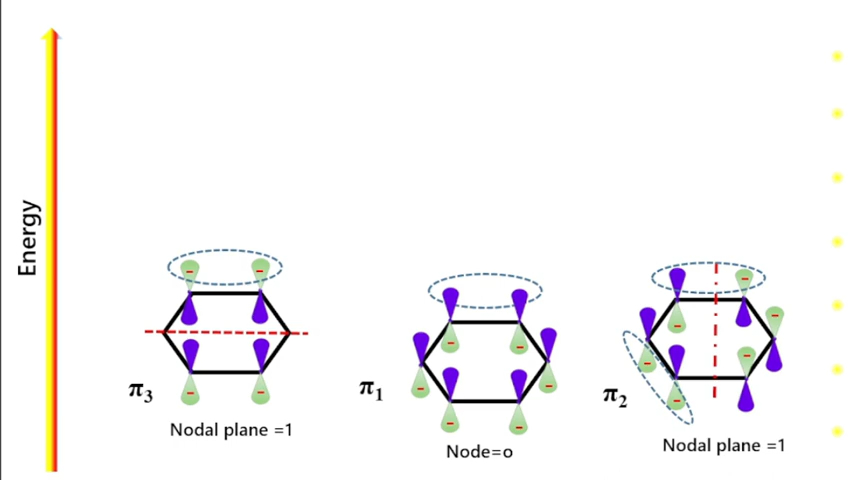 Energy
π3
Nodal plane =1
π1
Node=o
π2
Nodal plane =1